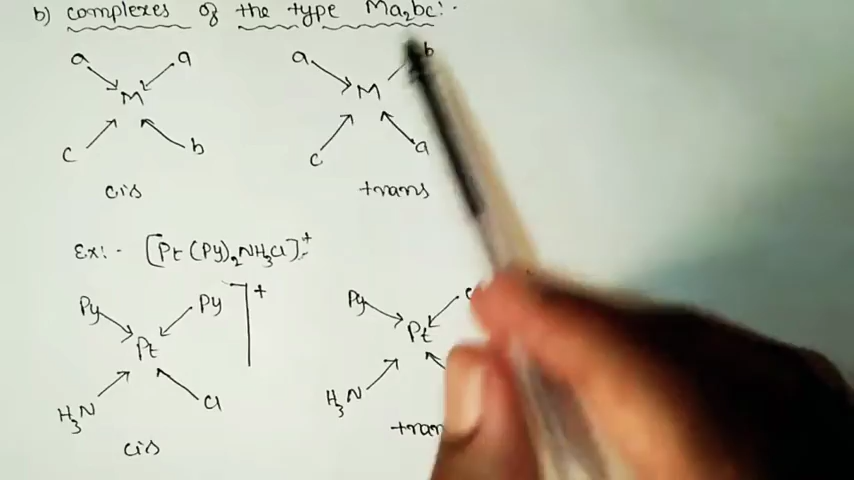 b) complexes of the type Ma₂bc:-
a a a b
M M
c b c a
cis trans
Ex:- [Pt(Py)₂NH₃Cl]⁺
Py Py ⁺ Py
Pt Pt
H₃N Cl H₃N
cis